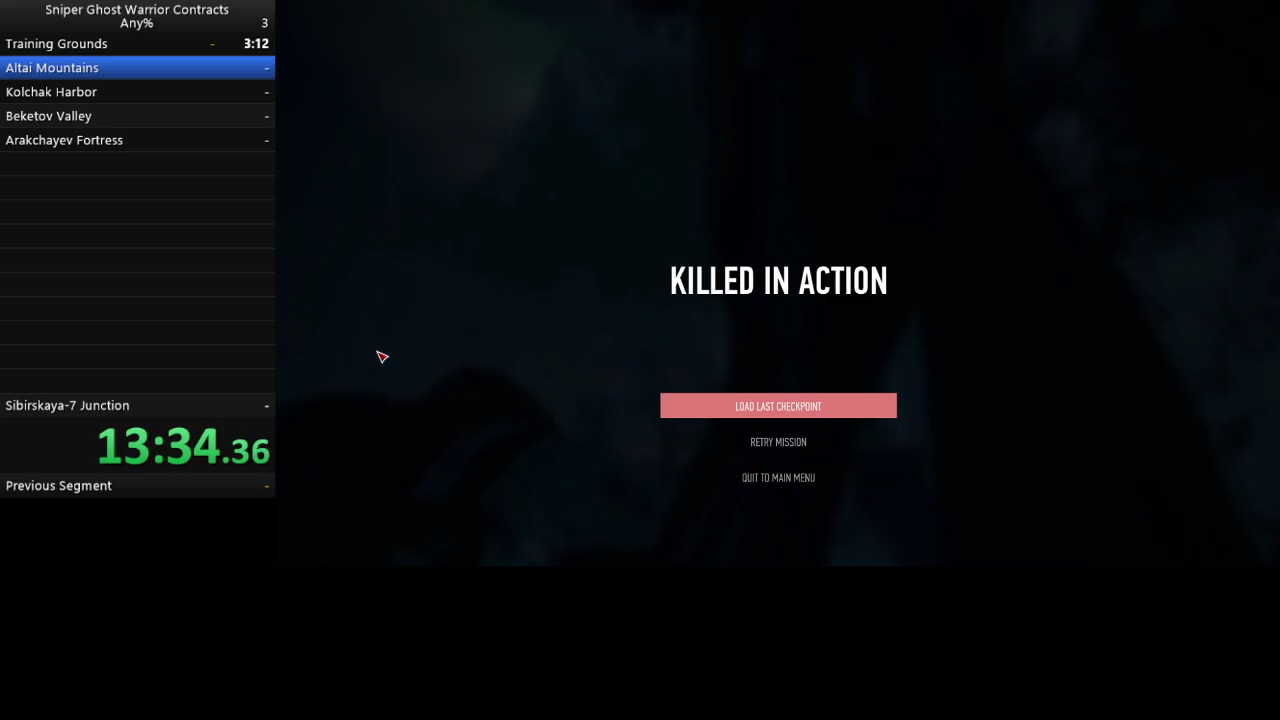 Sniper Ghost Warrior Contracts
Any% 3
Training Grounds - 3:12
Altai Mountains -
Kolchak Harbor -
Beketov Valley -
Arakchayev Fortress -
Sibirskaya-7 Junction -
13:34.36
Previous Segment -
KILLED IN ACTION
LOAD LAST CHECKPOINT
RETRY MISSION
QUIT TO MAIN MENU